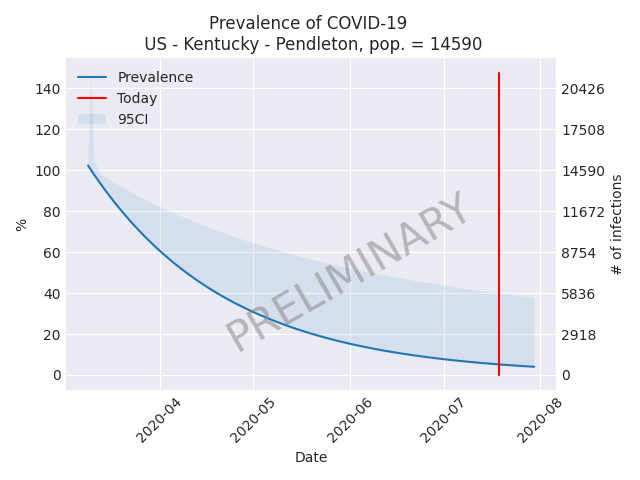 Prevalence of COVID-19
US - Kentucky - Pendleton, pop. = 14590
Prevalence
Today
95CI
140
120
100
80
60
40
20
0
%
20426
17508
14590
11672
8754
5836
2918
0
# of infections
PRELIMINARY
2020-04
2020-05
2020-06
2020-07
2020-08
Date